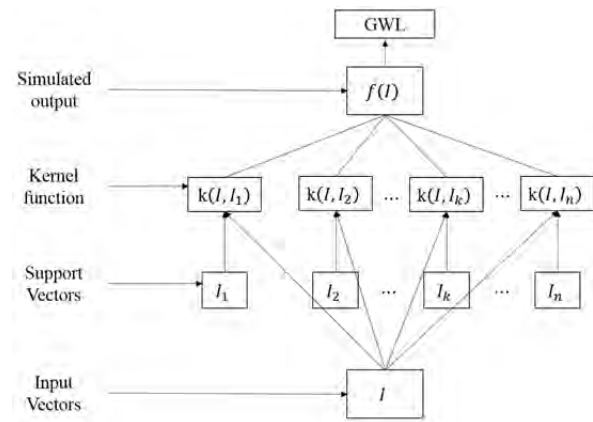 GWL
Simulated
output
f(I)
Kernel
function
k(I, I₁)
k(I, I₂)
...
k(I, Iₖ)
...
k(I, Iₙ)
Support
Vectors
I₁
I₂
...
Iₖ
...
Iₙ
Input
Vectors
I